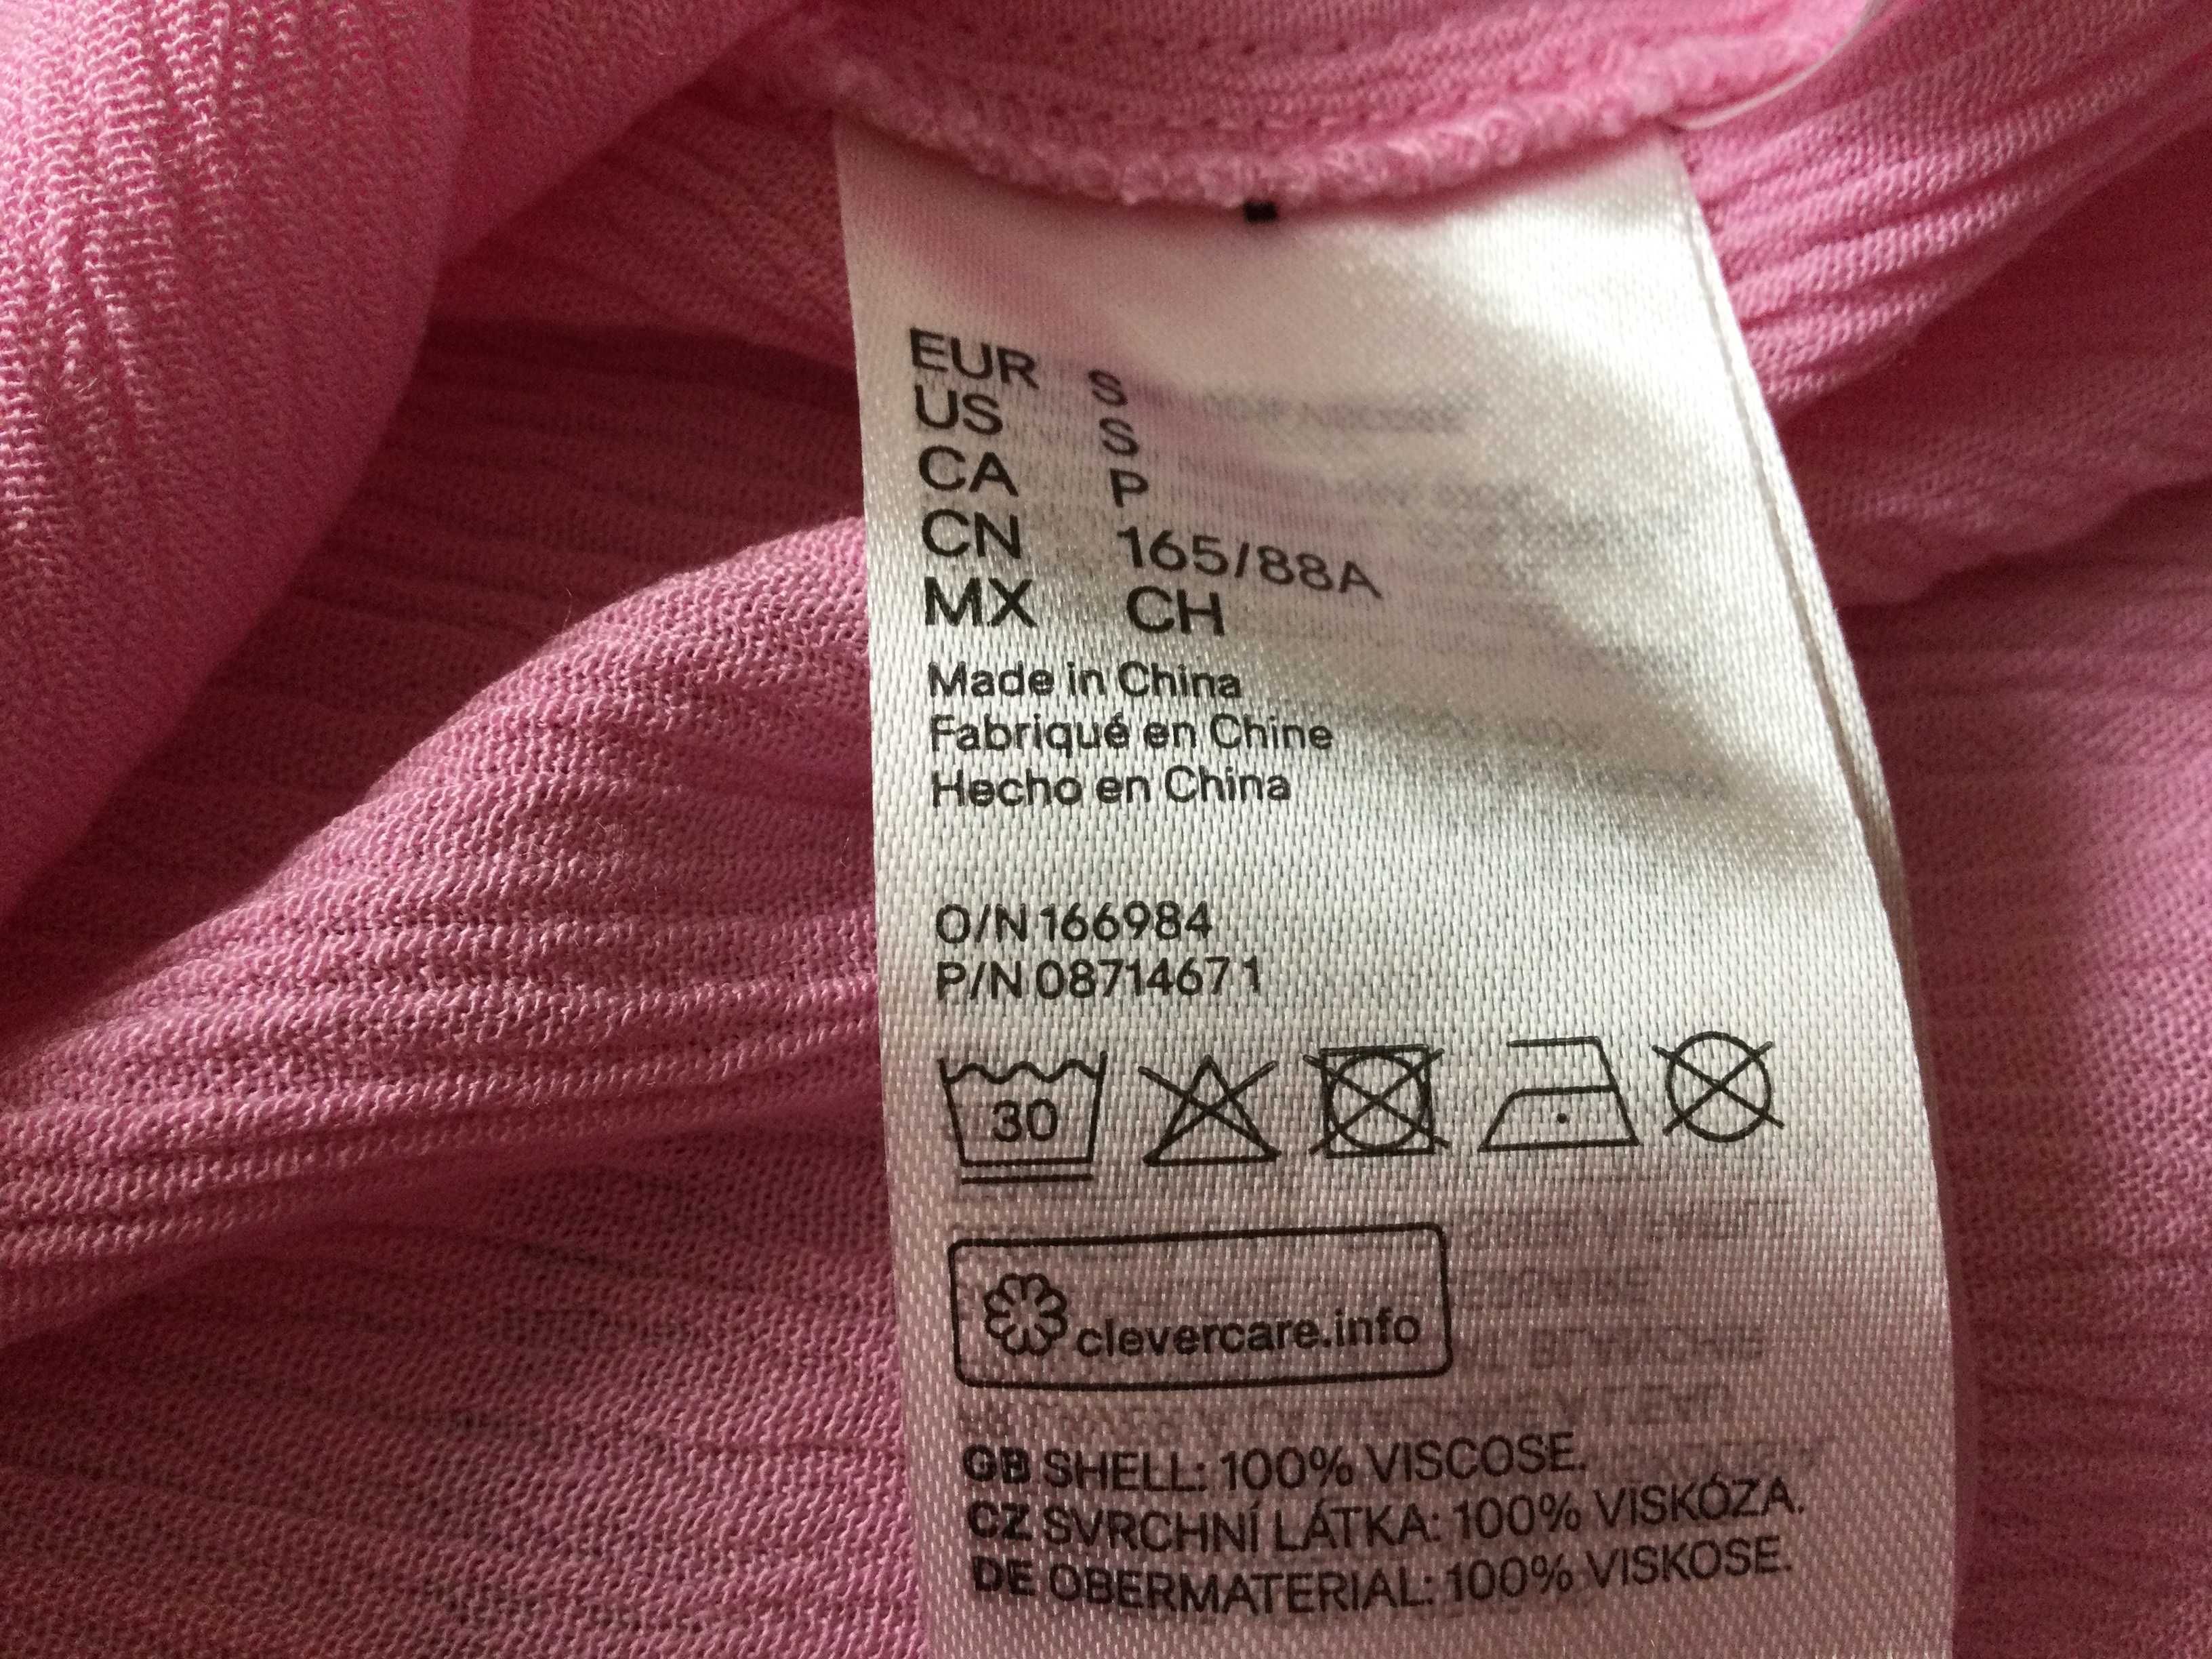 EUR S
US S
CA P
CN 165/88A
MX CH
Made in China
Fabriqué en Chine
Hecho en China
O/N 166984
P/N 08714671
30
clevercare.info
GB SHELL: 100% VISCOSE.
CZ SVRCHNÍ LÁTKA: 100% VISKÓZA.
DE OBERMATERIAL: 100% VISKOSE.